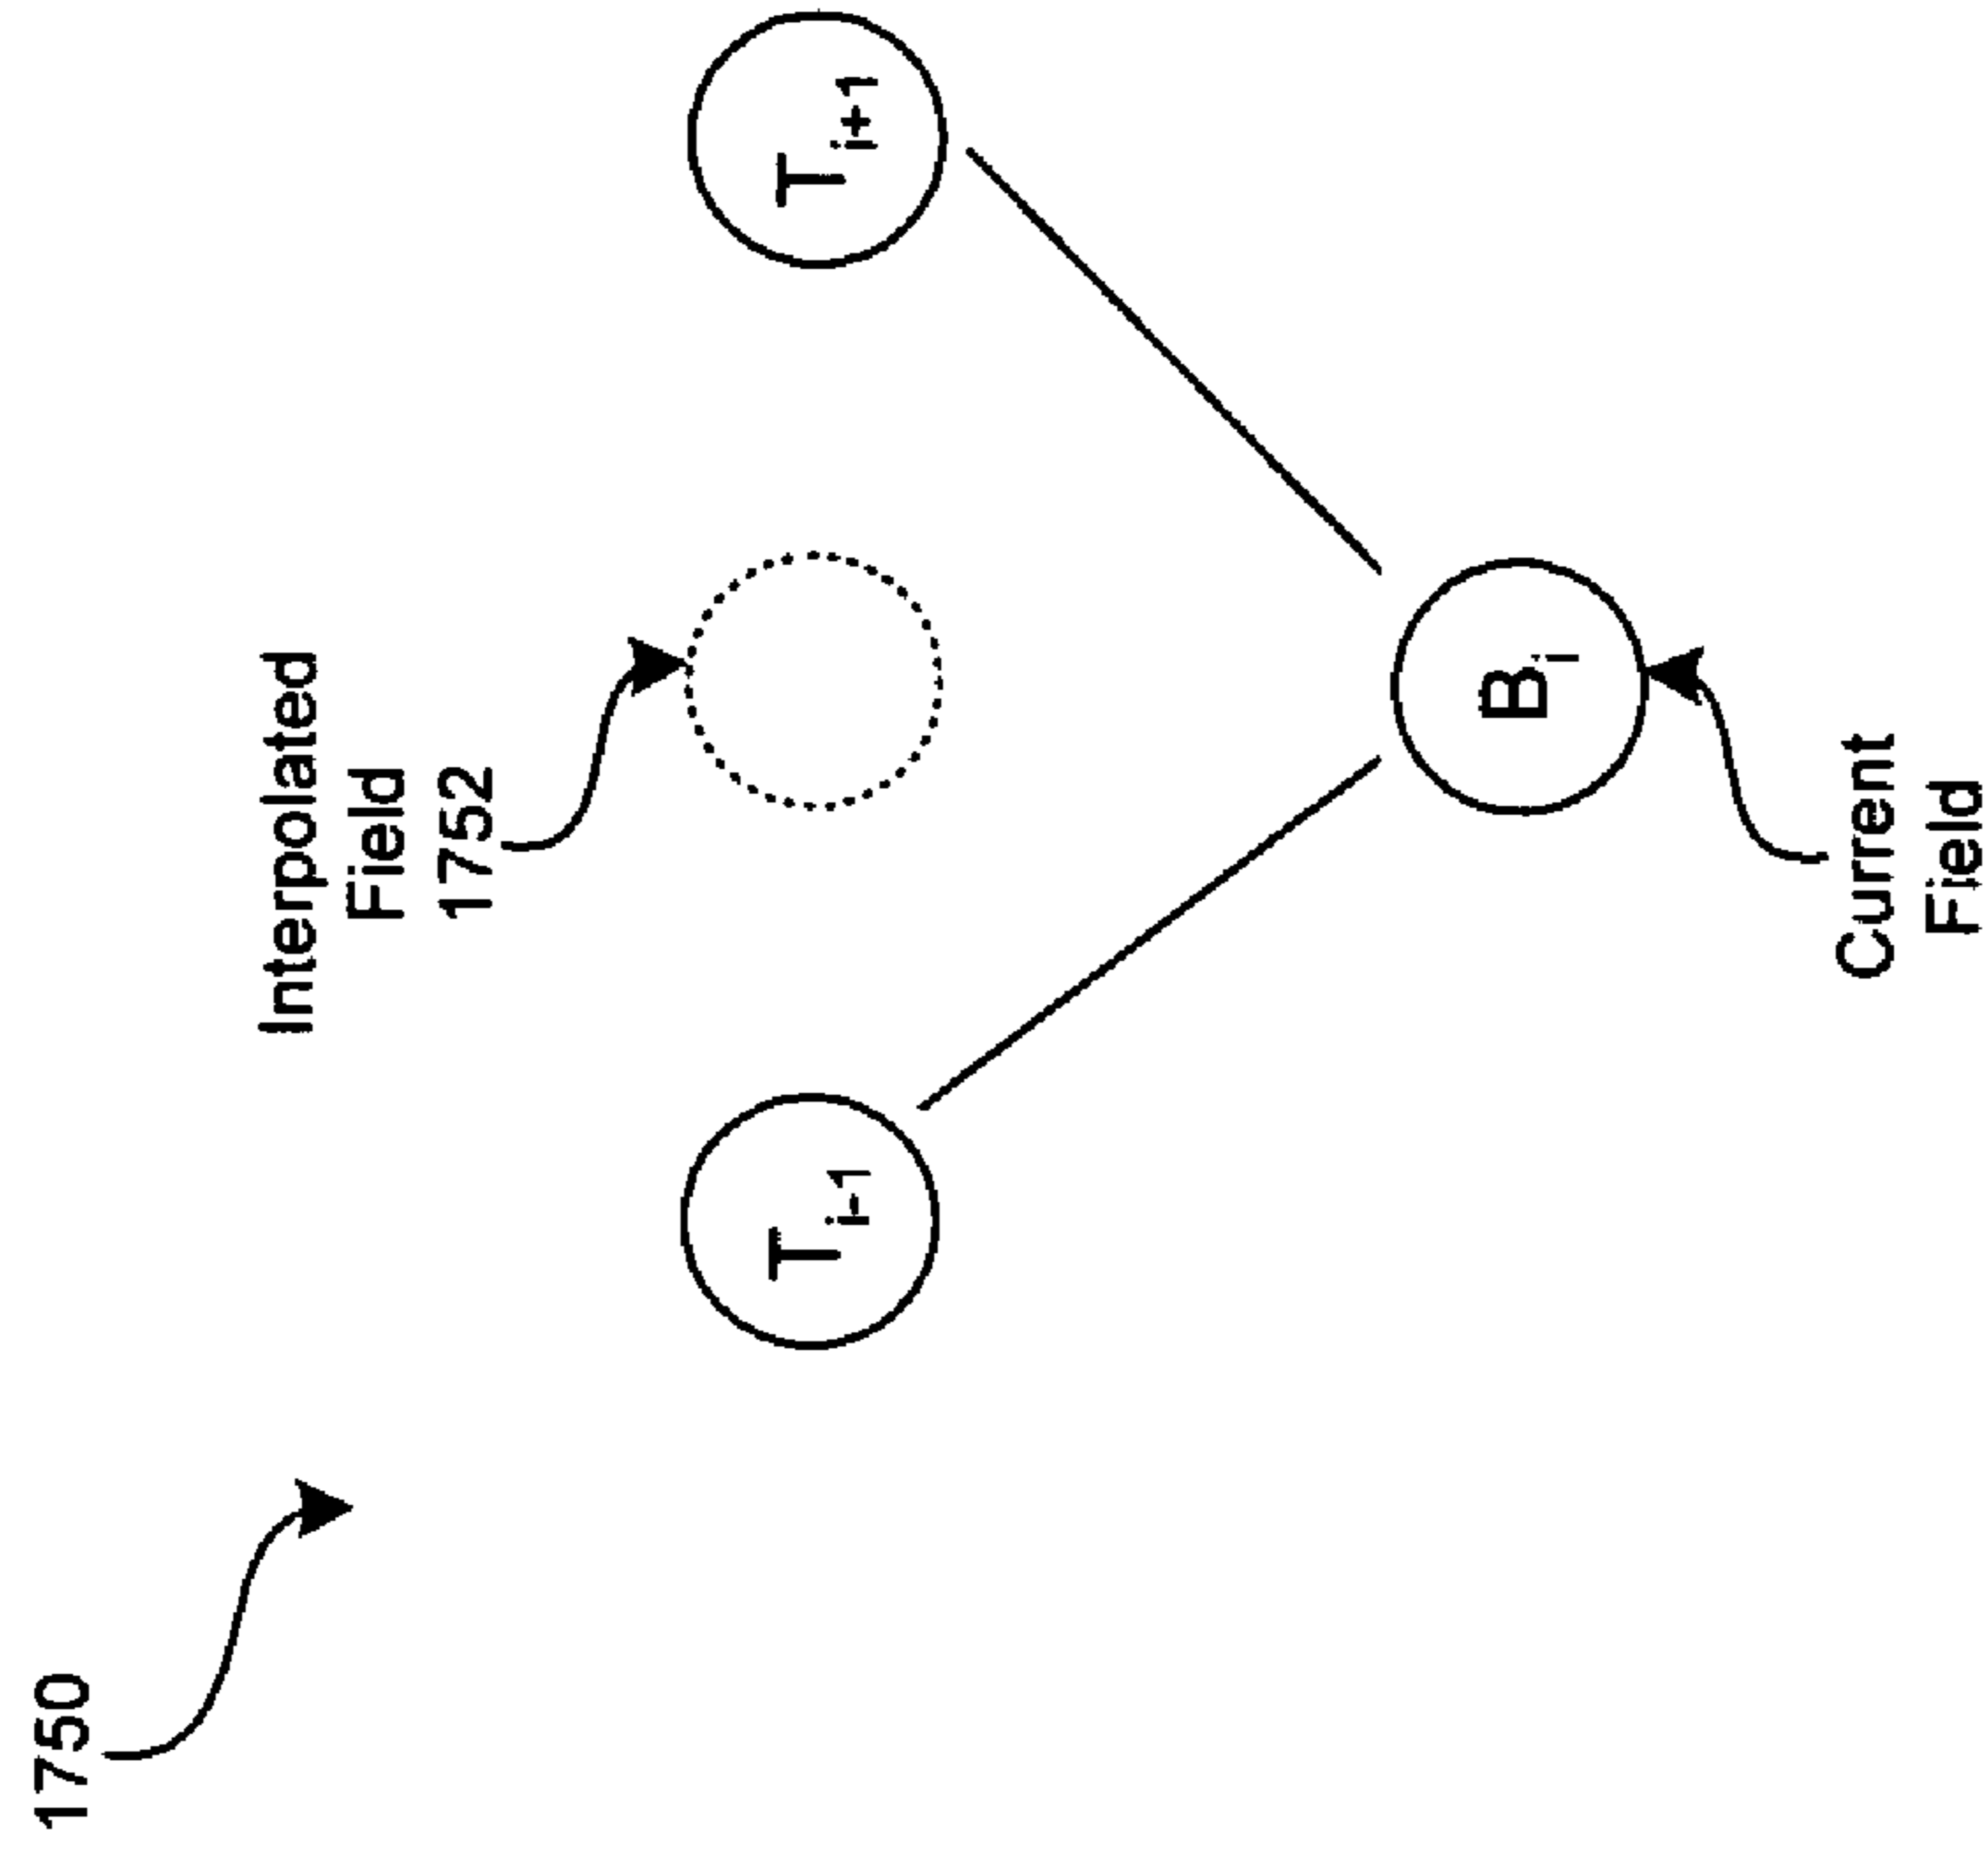 1750
Interpolated
Field
1752
T i-1
T i+1
B i
Current
Field